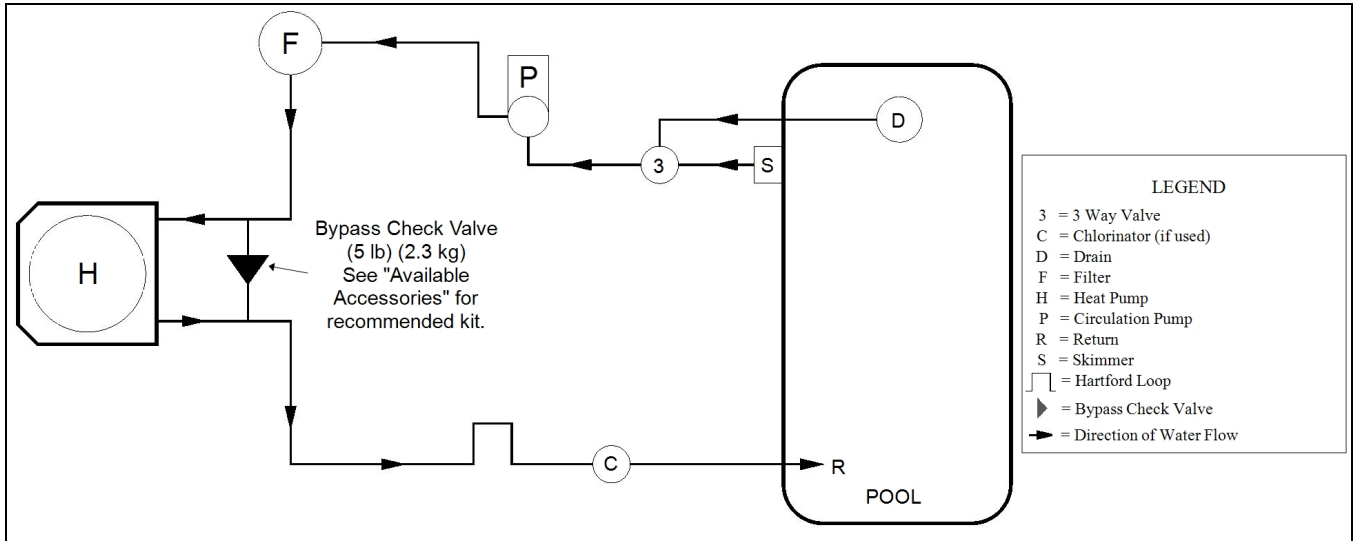 F
P
D
3
S
H
Bypass Check Valve
(5 lb) (2.3 kg)
See "Available
Accessories" for
recommended kit.
C
R
POOL
LEGEND
3 = 3 Way Valve
C = Chlorinator (if used)
D = Drain
F = Filter
H = Heat Pump
P = Circulation Pump
R = Return
S = Skimmer
= Hartford Loop
= Bypass Check Valve
= Direction of Water Flow